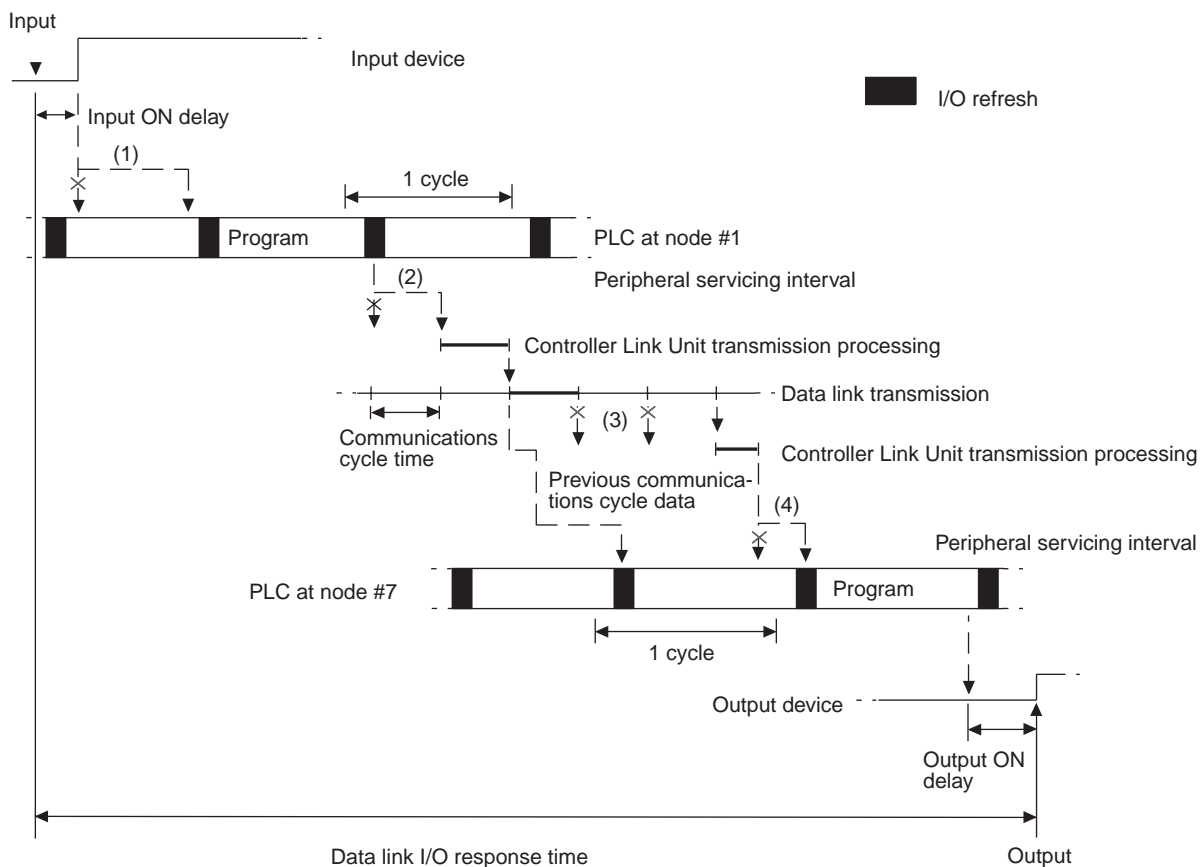 Input
Input device
I/O refresh
Input ON delay
(1)
1 cycle
Program
PLC at node #1
(2)
Peripheral servicing interval
Controller Link Unit transmission processing
Data link transmission
(3)
Communications
cycle time
Controller Link Unit transmission processing
Previous communica-
tions cycle data
(4)
Peripheral servicing interval
PLC at node #7
Program
1 cycle
Output device
Output ON
delay
Data link I/O response time
Output